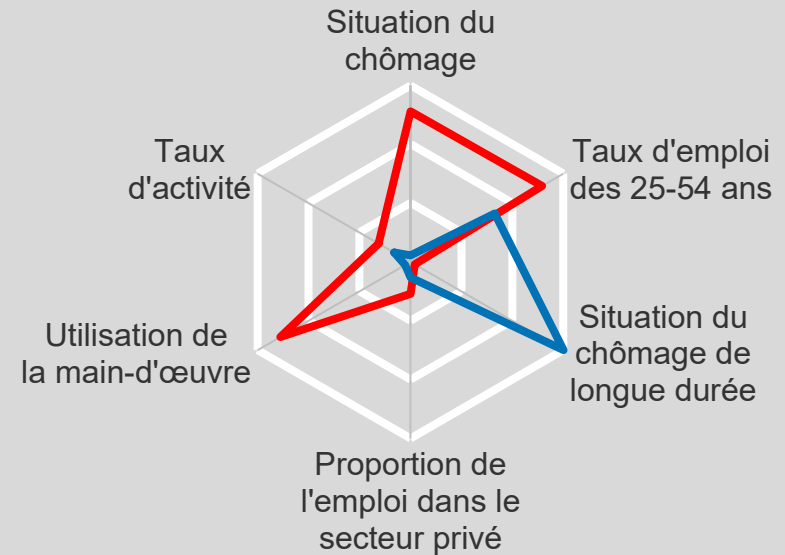 Situation du
chômage
Taux d'emploi
des 25-54 ans
Situation du
chômage de
longue durée
Proportion de
l'emploi dans le
secteur privé
Utilisation de
la main-d'œuvre
Taux
d'activité